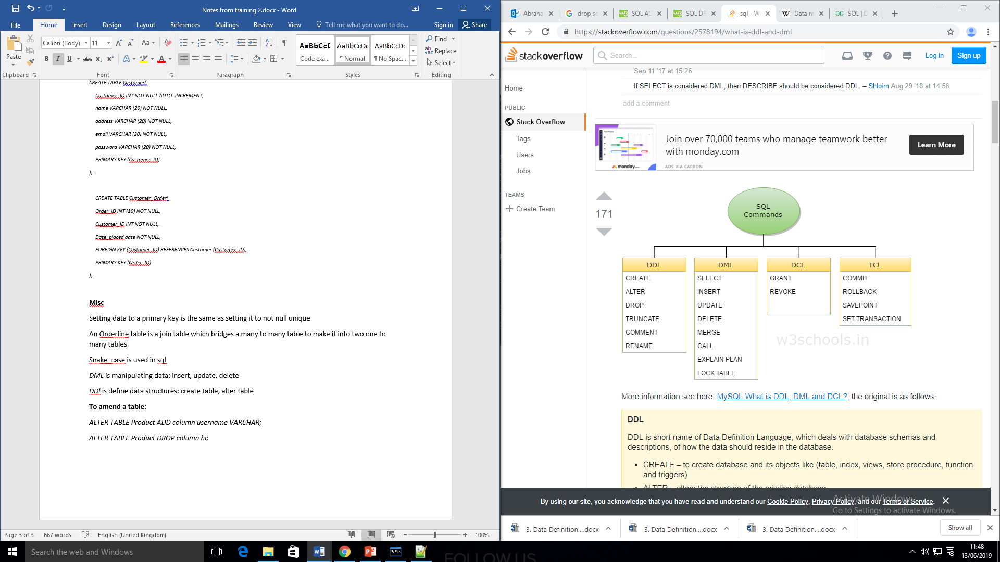 Notes from training 2.docx - Word
File
Home
Insert
Design
Layout
References
Mailings
Review
View
Tell me what you want to do...
Sign in
Share
Paste
Clipboard
Calibri (Body)
11
Font
Paragraph
AaBbCcI
Code exa...
AaBbCcDc
¶ Normal
AaBbCcDc
¶ No Spac...
Styles
Find
Replace
Select
Editing
CREATE TABLE Customer(
Customer_ID INT NOT NULL AUTO_INCREMENT,
name VARCHAR (20) NOT NULL,
address VARCHAR (20) NOT NULL,
email VARCHAR (20) NOT NULL,
password VARCHAR (20) NOT NULL,
PRIMARY KEY (Customer_ID)
);
CREATE TABLE Customer_Order(
Order_ID INT (10) NOT NULL,
Customer_ID INT NOT NULL,
Date_placed date NOT NULL,
FOREIGN KEY (Customer_ID) REFERENCES Customer (Customer_ID),
PRIMARY KEY (Order_ID)
);
Misc
Setting data to a primary key is the same as setting it to not null unique
An Orderline table is a join table which bridges a many to many table to make it into two one to
many tables
Snake_case is used in sql
DML is manipulating data: insert, update, delete
DDl is define data structures: create table, alter table
To amend a table:
ALTER TABLE Product ADD column username VARCHAR;
ALTER TABLE Product DROP column hi;
Page 3 of 3
667 words
English (United Kingdom)
100%
Abraha
drop sc
SQL AL
SQL DR
sql - W
Data m
SQL | D
https://stackoverflow.com/questions/2578194/what-is-ddl-and-dml
stackoverflow
Search...
Log in
Sign up
Home
PUBLIC
Stack Overflow
Tags
Users
Jobs
TEAMS
Create Team
Sep 11 '17 at 15:26
If SELECT is considered DML, then DESCRIBE should be considered DDL. – Shloim Aug 29 '18 at 14:56
add a comment
monday.com
Join over 70,000 teams who manage teamwork better
with monday.com
ADS VIA CARBON
Learn More
171
SQL
Commands
DDL
CREATE
ALTER
DROP
TRUNCATE
COMMENT
RENAME
DML
SELECT
INSERT
UPDATE
DELETE
MERGE
CALL
EXPLAIN PLAN
LOCK TABLE
DCL
GRANT
REVOKE
TCL
COMMIT
ROLLBACK
SAVEPOINT
SET TRANSACTION
w3schools.in
More information see here: MySQL What is DDL, DML and DCL?, the original is as follows:
DDL
DDL is short name of Data Definition Language, which deals with database schemas and
descriptions, of how the data should reside in the database.
• CREATE – to create database and its objects like (table, index, views, store procedure, function
and triggers)
• ALTER – alters the structure of the existing database
By using our site, you acknowledge that you have read and understand our Cookie Policy, Privacy Policy, and our Terms of Service.
Activate Windows
Go to Settings to activate Windows.
3. Data Definition....docx
3. Data Definition....docx
3. Data Definition....docx
Show all
Search the web and Windows
FOLLOW US
11:48
13/06/2019